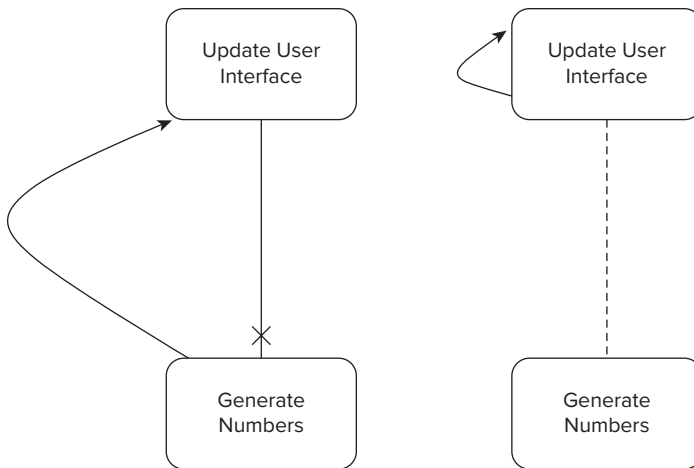 Update User
Interface
Update User
Interface
Generate
Numbers
Generate
Numbers